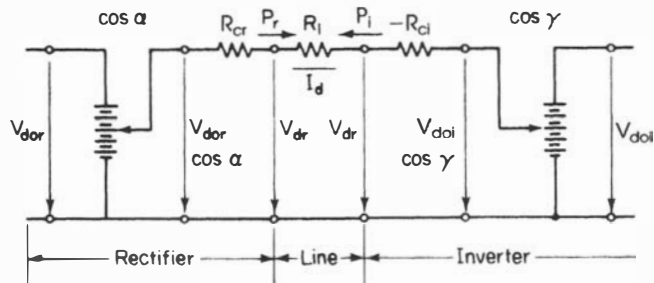 cos α R_cr P_r R_l P_i -R_ci cos γ
I_d
V_dor V_dor V_dr V_dr V_doi V_doi
cos α cos γ
Rectifier Line Inverter